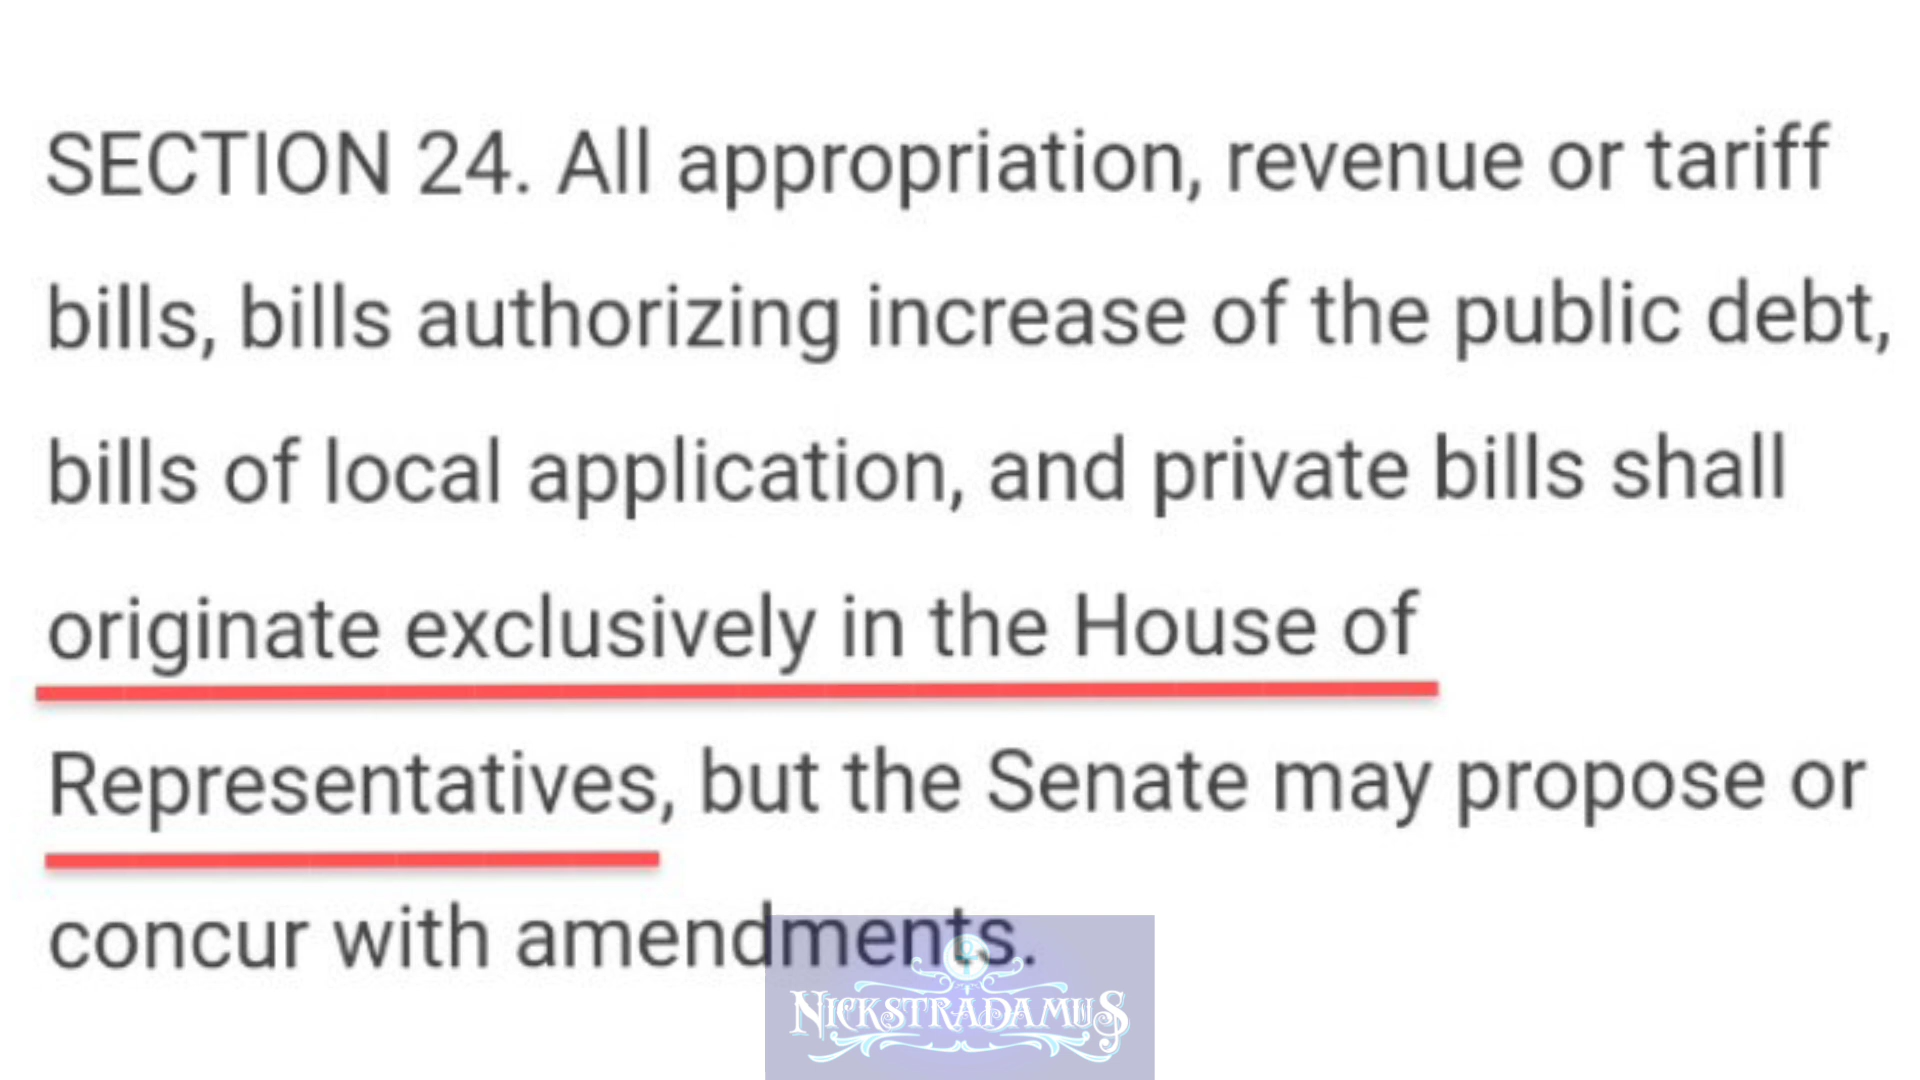 SECTION 24. All appropriation, revenue or tariff
bills, bills authorizing increase of the public debt,
bills of local application, and private bills shall
originate exclusively in the House of
Representatives, but the Senate may propose or
concur with amendments.
NICKSTRADAMUS